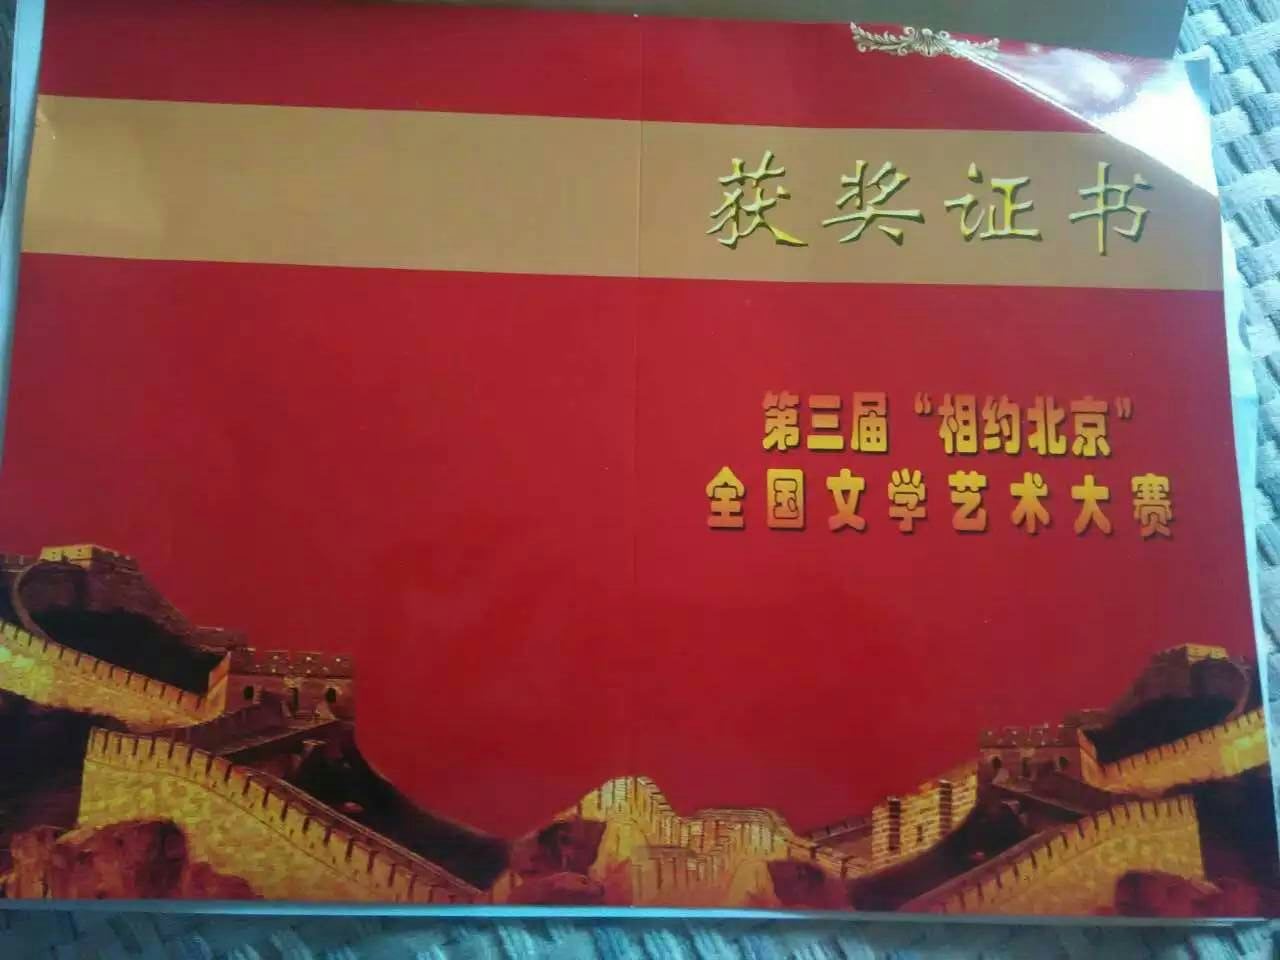 获奖证书
第三届“相约北京”
全国文学艺术大赛